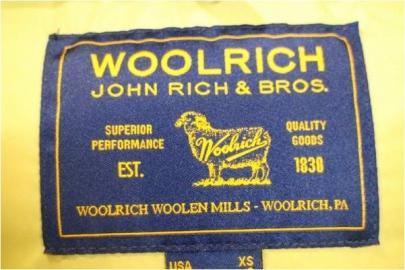 WOOLRICH
JOHN RICH & BROS.
SUPERIOR PERFORMANCE
QUALITY GOODS
Woolrich
EST. 1830
WOOLRICH WOOLEN MILLS - WOOLRICH, PA
USA XS